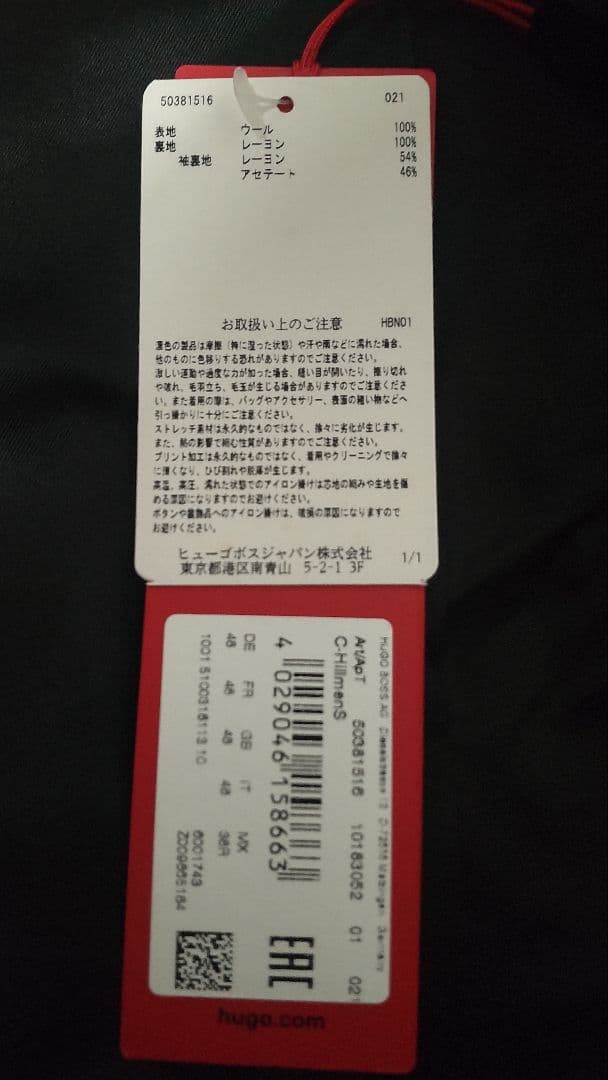 50381516 021
表地 ウール 100%
裏地 レーヨン 100%
袖裏地 レーヨン 54%
アセテート 46%
お取扱い上のご注意 HBN01
濃色の製品は摩擦（特に湿った状態）や汗や雨などに濡れた場合、
他のものに色移りする恐れがありますのでご注意ください。
激しい運動や過度な力が加った場合、縫い目が開いたり、擦り切れ
や破れ、毛羽立ち、毛玉が生じる場合がありますのでご注意くださ
い。また着用の際は、バッグやアクセサリー、表面の粗い物などへ
引っ掛かりに十分にご注意ください。
ストレッチ素材は永久的なものではなく、徐々に劣化が生じます。
また、熱の影響で縮む性質がありますのでご注意ください。
プリント加工は永久的なものではなく、着用やクリーニングで徐々
に薄くなり、ひび割れや脱落が生じます。
高温、高圧、濡れた状態でのアイロン掛けは芯地の縮みや生地を傷
める原因になりますのでお避けください。
ボタンや装飾品へのアイロン掛けは、破損の原因になりますので
お避けください。
ヒューゴボスジャパン株式会社 1/1
東京都港区南青山 5-2-1 3F
HUGO BOSS AG Dieselstrasse 12 D-72555 Metzingen Germany
Art/ApT 50381516 10183052 01 021
C-HillmenS
4 029046 158663
DE FR GB IT MX
48 48 48 48 38R
6001743
EAC
hugo.com